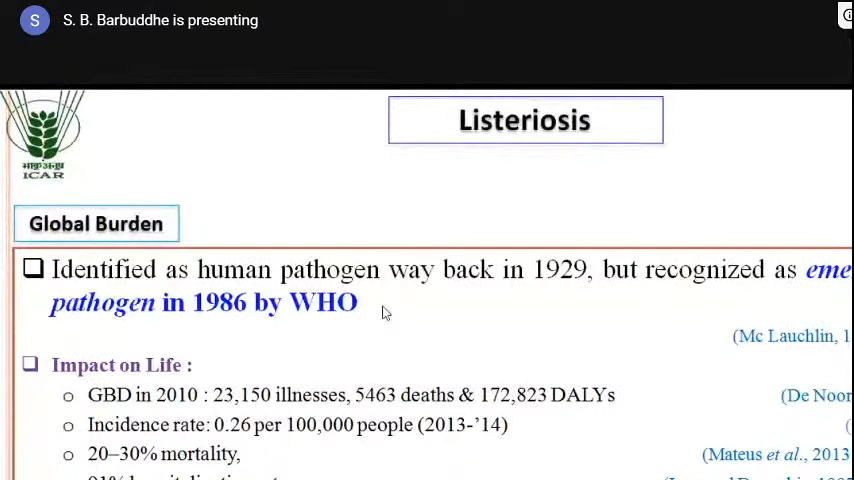 S
S. B. Barbuddhe is presenting
Listeriosis
ICAR
Global Burden
Identified as human pathogen way back in 1929, but recognized as eme
pathogen in 1986 by WHO
(Mc Lauchlin, 1
Impact on Life :
GBD in 2010 : 23,150 illnesses, 5463 deaths & 172,823 DALYs
(De Noor
Incidence rate: 0.26 per 100,000 people (2013-’14)
(
20–30% mortality,
(Mateus et al., 2013